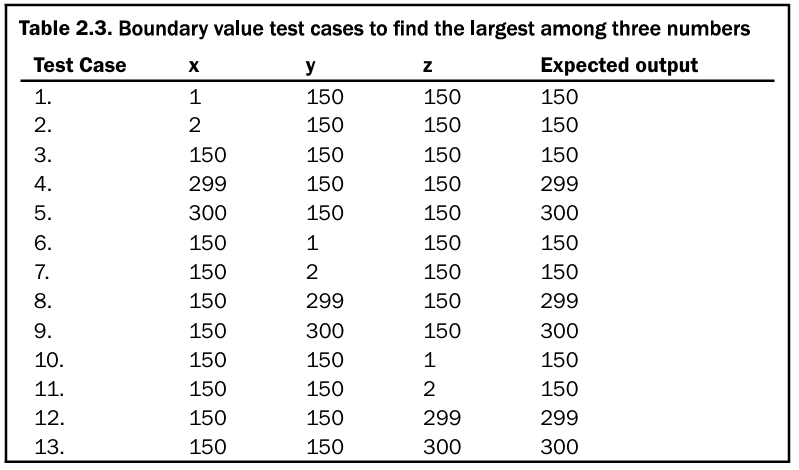 Table 2.3. Boundary value test cases to find the largest among three numbers
Test Case x y z Expected output
1. 1 150 150 150
2. 2 150 150 150
3. 150 150 150 150
4. 299 150 150 299
5. 300 150 150 300
6. 150 1 150 150
7. 150 2 150 150
8. 150 299 150 299
9. 150 300 150 300
10. 150 150 1 150
11. 150 150 2 150
12. 150 150 299 299
13. 150 150 300 300